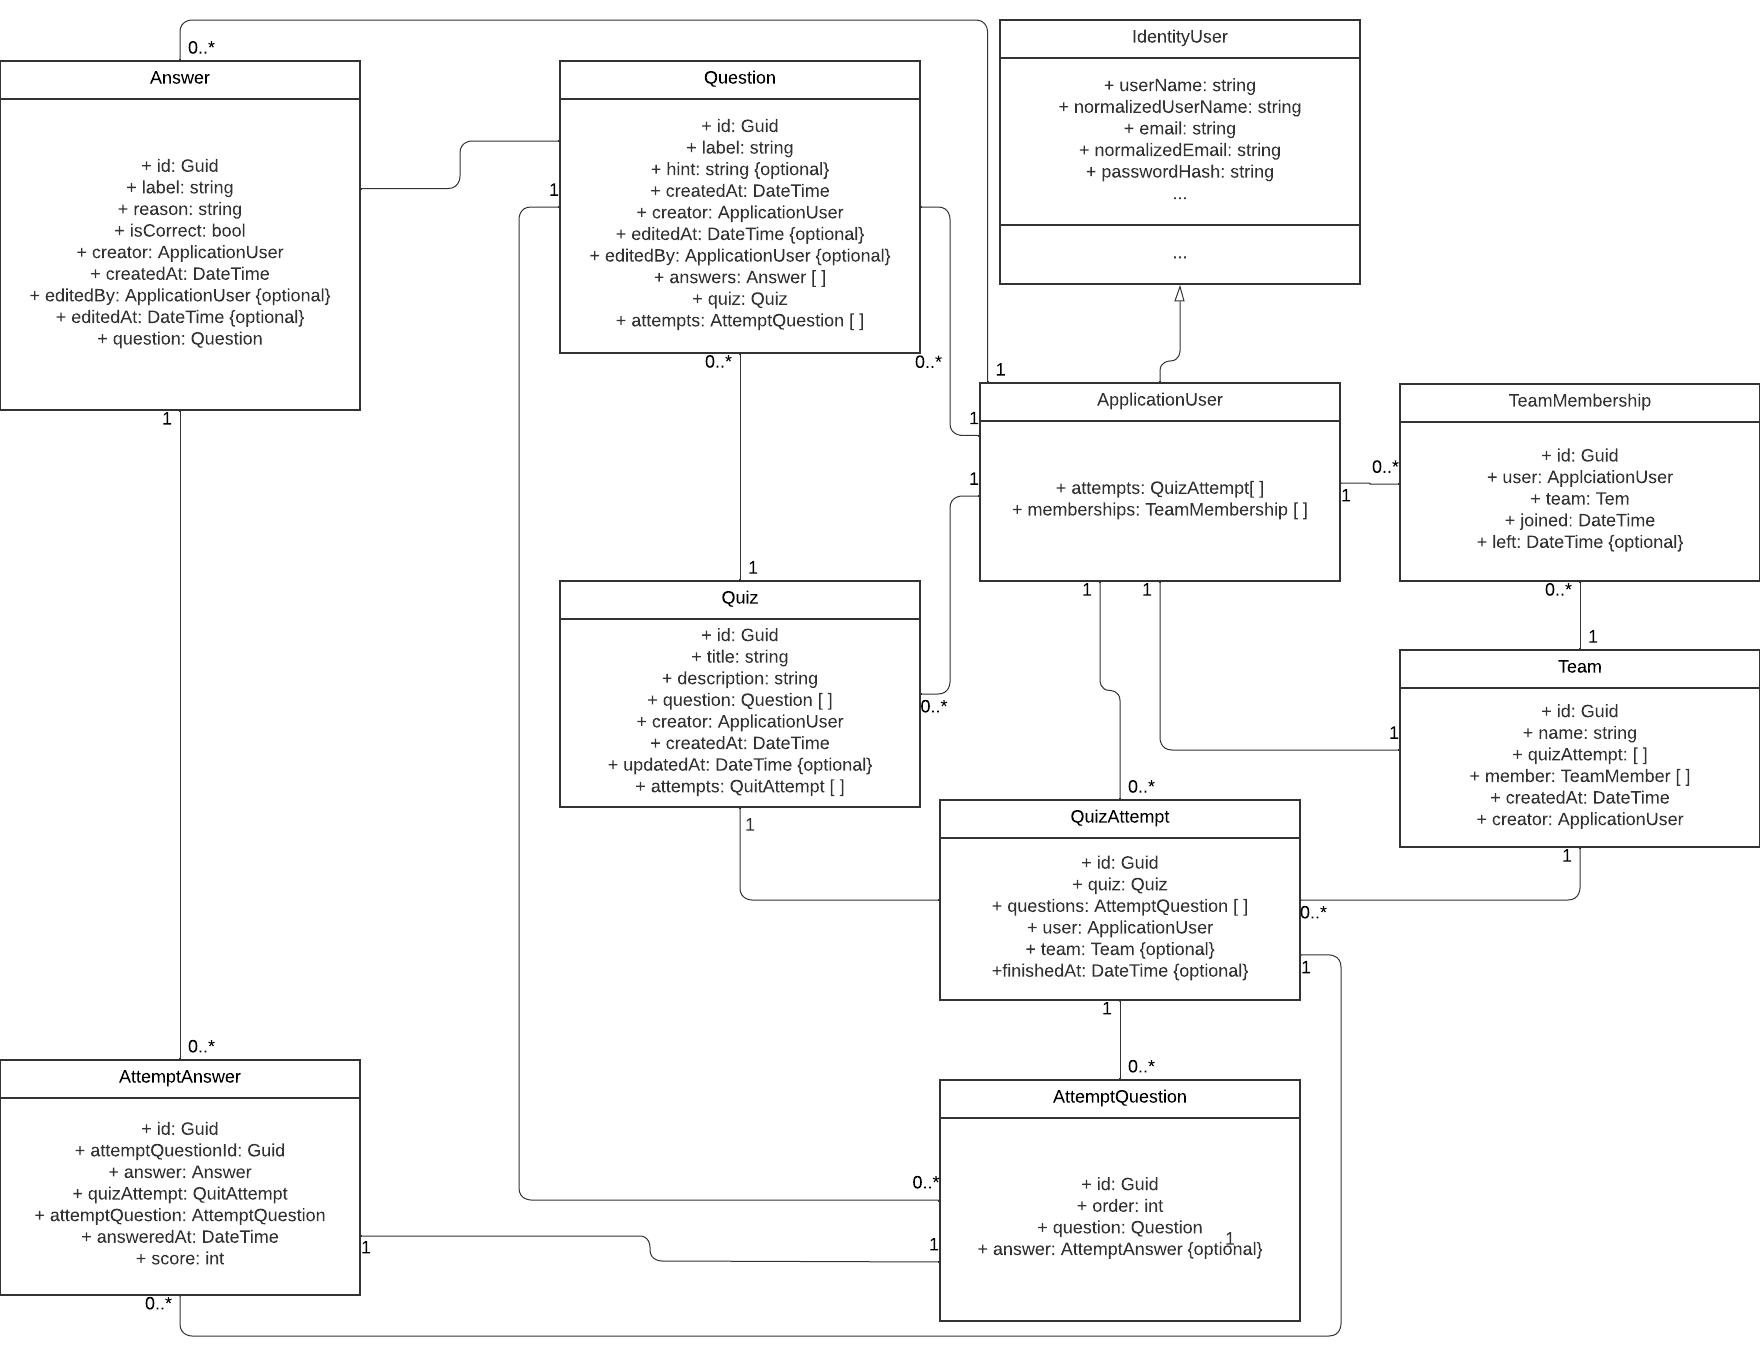 0..*
Answer
+ id: Guid
+ label: string
+ reason: string
+ isCorrect: bool
+ creator: ApplicationUser
+ createdAt: DateTime
+ editedBy: ApplicationUser {optional}
+ editedAt: DateTime {optional}
+ question: Question
1
Question
+ id: Guid
+ label: string
+ hint: string {optional}
+ createdAt: DateTime
+ creator: ApplicationUser
+ editedAt: DateTime {optional}
+ editedBy: ApplicationUser {optional}
+ answers: Answer [ ]
+ quiz: Quiz
+ attempts: AttemptQuestion [ ]
1
0..*
0..*
IdentityUser
+ userName: string
+ normalizedUserName: string
+ email: string
+ normalizedEmail: string
+ passwordHash: string
...
...
1
1
1
ApplicationUser
+ attempts: QuizAttempt[ ]
+ memberships: TeamMembership [ ]
1
0..*
1
1
TeamMembership
+ id: Guid
+ user: ApplciationUser
+ team: Tem
+ joined: DateTime
+ left: DateTime {optional}
0..*
1
1
Quiz
+ id: Guid
+ title: string
+ description: string
+ question: Question [ ]
+ creator: ApplicationUser
+ createdAt: DateTime
+ updatedAt: DateTime {optional}
+ attempts: QuitAttempt [ ]
0..*
1
Team
+ id: Guid
+ name: string
+ quizAttempt: [ ]
+ member: TeamMember [ ]
+ createdAt: DateTime
+ creator: ApplicationUser
1
1
0..*
QuizAttempt
+ id: Guid
+ quiz: Quiz
+ questions: AttemptQuestion [ ]
+ user: ApplicationUser
+ team: Team {optional}
+finishedAt: DateTime {optional}
0..*
1
1
0..*
0..*
AttemptAnswer
+ id: Guid
+ attemptQuestionId: Guid
+ answer: Answer
+ quizAttempt: QuitAttempt
+ attemptQuestion: AttemptQuestion
+ answeredAt: DateTime
+ score: int
1
0..*
AttemptQuestion
+ id: Guid
+ order: int
+ question: Question
+ answer: AttemptAnswer {optional}
0..*
1
1